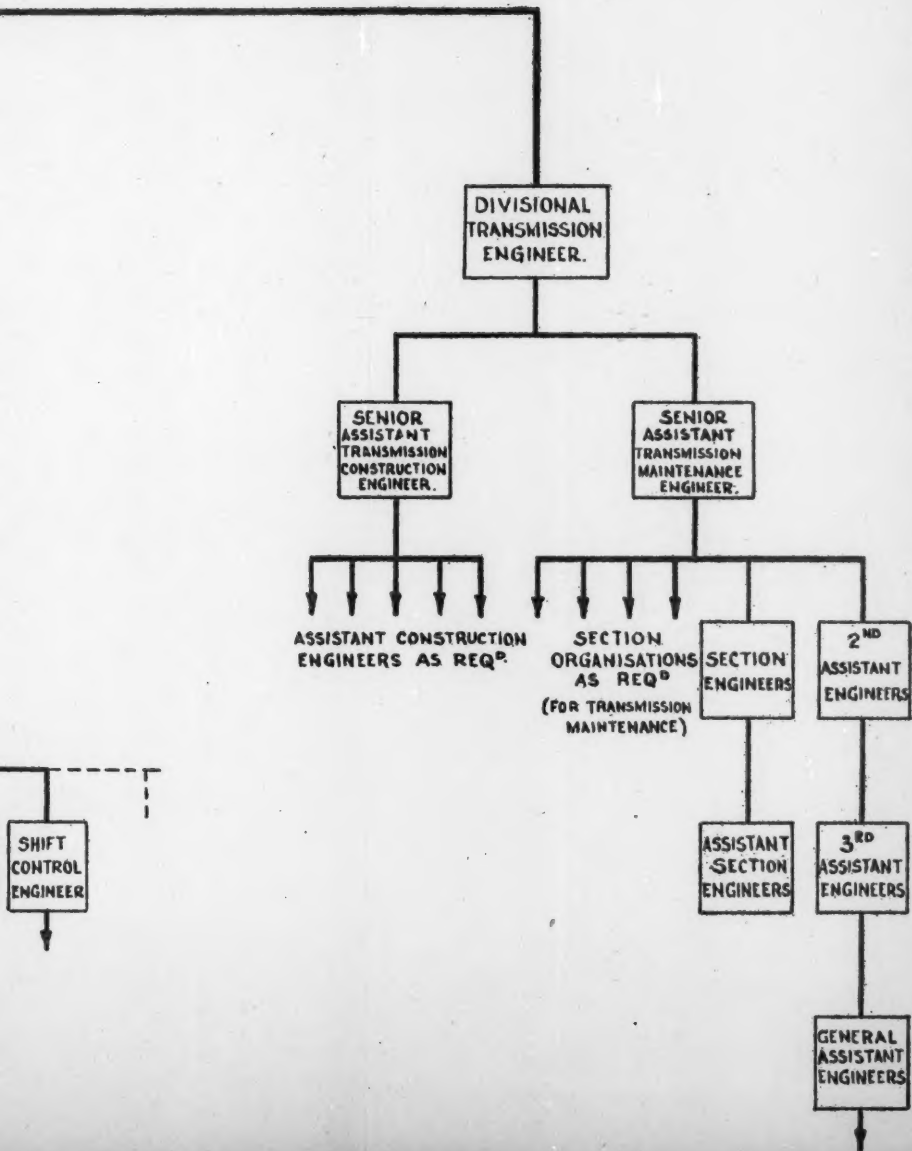 DIVISIONAL
TRANSMISSION
ENGINEER.
SENIOR
ASSISTANT
TRANSMISSION
CONSTRUCTION
ENGINEER.
SENIOR
ASSISTANT
TRANSMISSION
MAINTENANCE
ENGINEER.
ASSISTANT CONSTRUCTION
ENGINEERS AS REQD.
SECTION
ORGANISATIONS
AS REQD
(FOR TRANSMISSION
MAINTENANCE)
SECTION
ENGINEERS
2ND
ASSISTANT
ENGINEERS
SHIFT
CONTROL
ENGINEER
ASSISTANT
SECTION
ENGINEERS
3RD
ASSISTANT
ENGINEERS
GENERAL
ASSISTANT
ENGINEERS